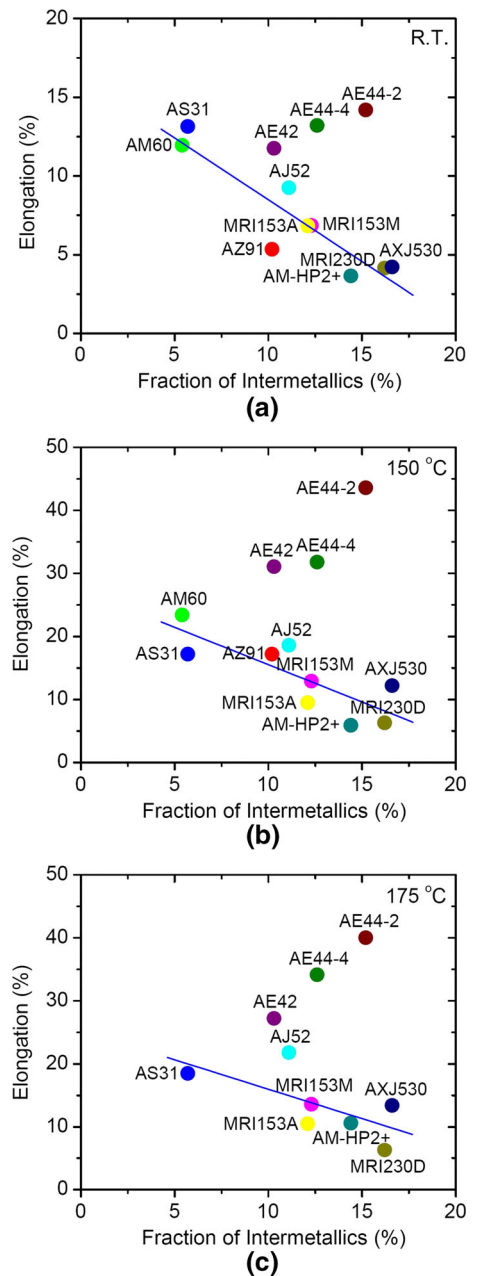 20
R.T.
15
AE44-2
AS31
AE44-4
AE42
AM60
10
AJ52
MRI153A
MRI153M
AZ91
MRI230D
AXJ530
5
AM-HP2+
0
0
5
10
15
20
Elongation (%)
Fraction of Intermetallics (%)
(a)
50
150 °C
AE44-2
40
AE42
AE44-4
30
AM60
20
AS31
AZ91
AJ52
MRI153M
AXJ530
10
MRI153A
MRI230D
AM-HP2+
0
0
5
10
15
20
Elongation (%)
Fraction of Intermetallics (%)
(b)
50
175 °C
AE44-2
40
AE44-4
30
AE42
AJ52
20
AS31
MRI153M
AXJ530
10
MRI153A
AM-HP2+
MRI230D
0
0
5
10
15
20
Elongation (%)
Fraction of Intermetallics (%)
(c)